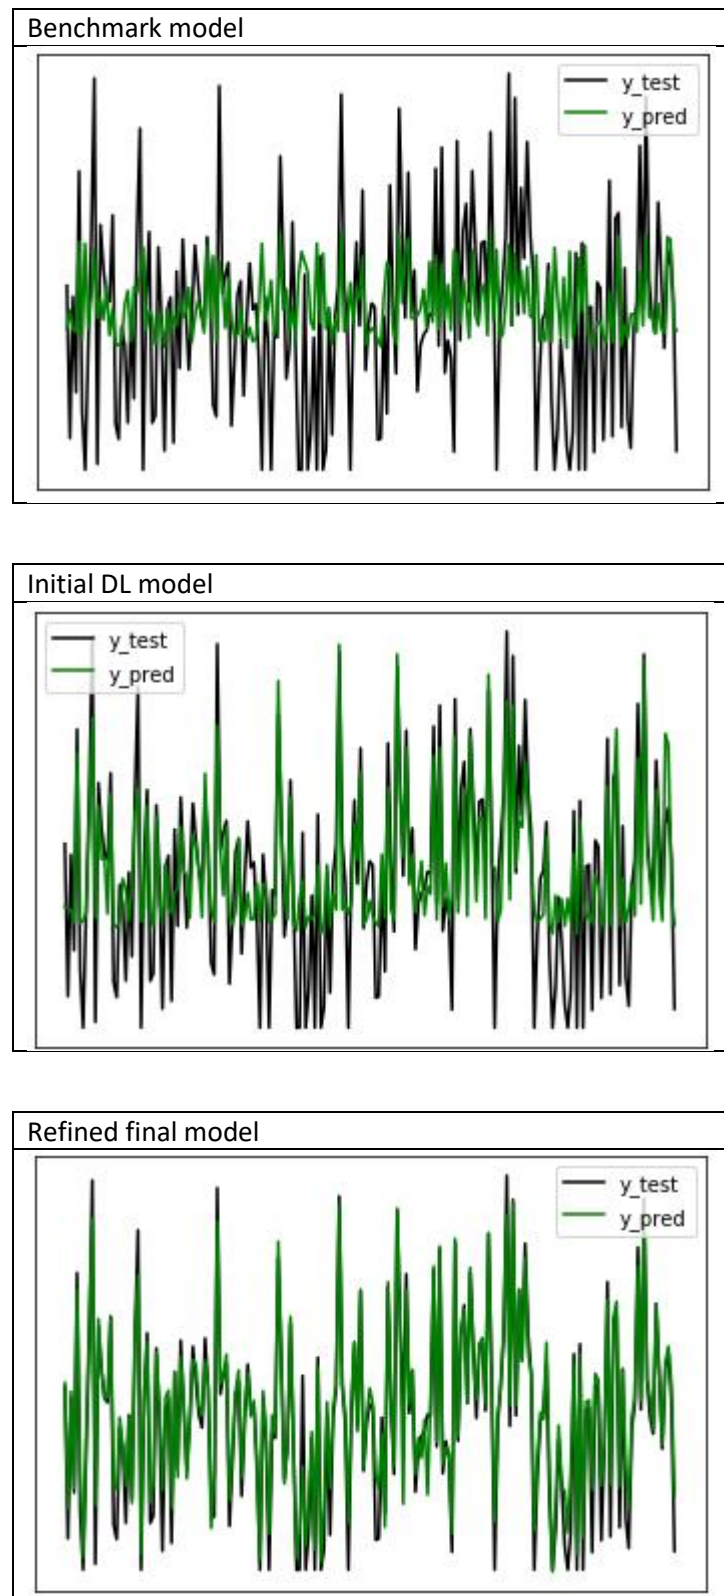 Benchmark model
y_test
y_pred
Initial DL model
y_test
y_pred
Refined final model
y_test
y_pred